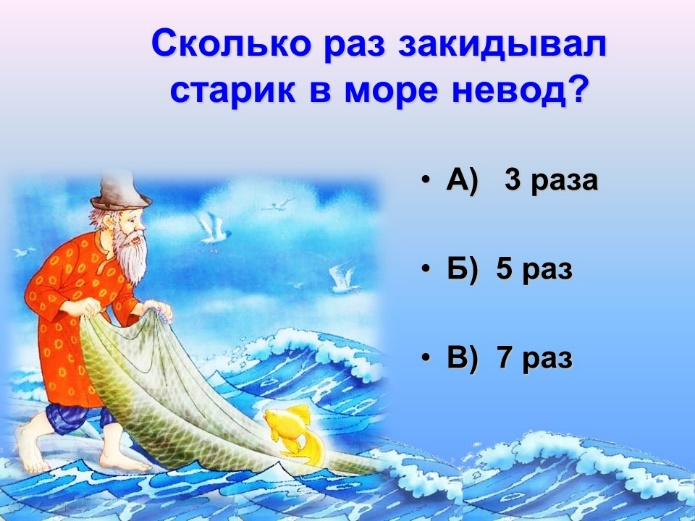 Сколько раз закидывал
старик в море невод?
• А) 3 раза
• Б) 5 раз
• В) 7 раз